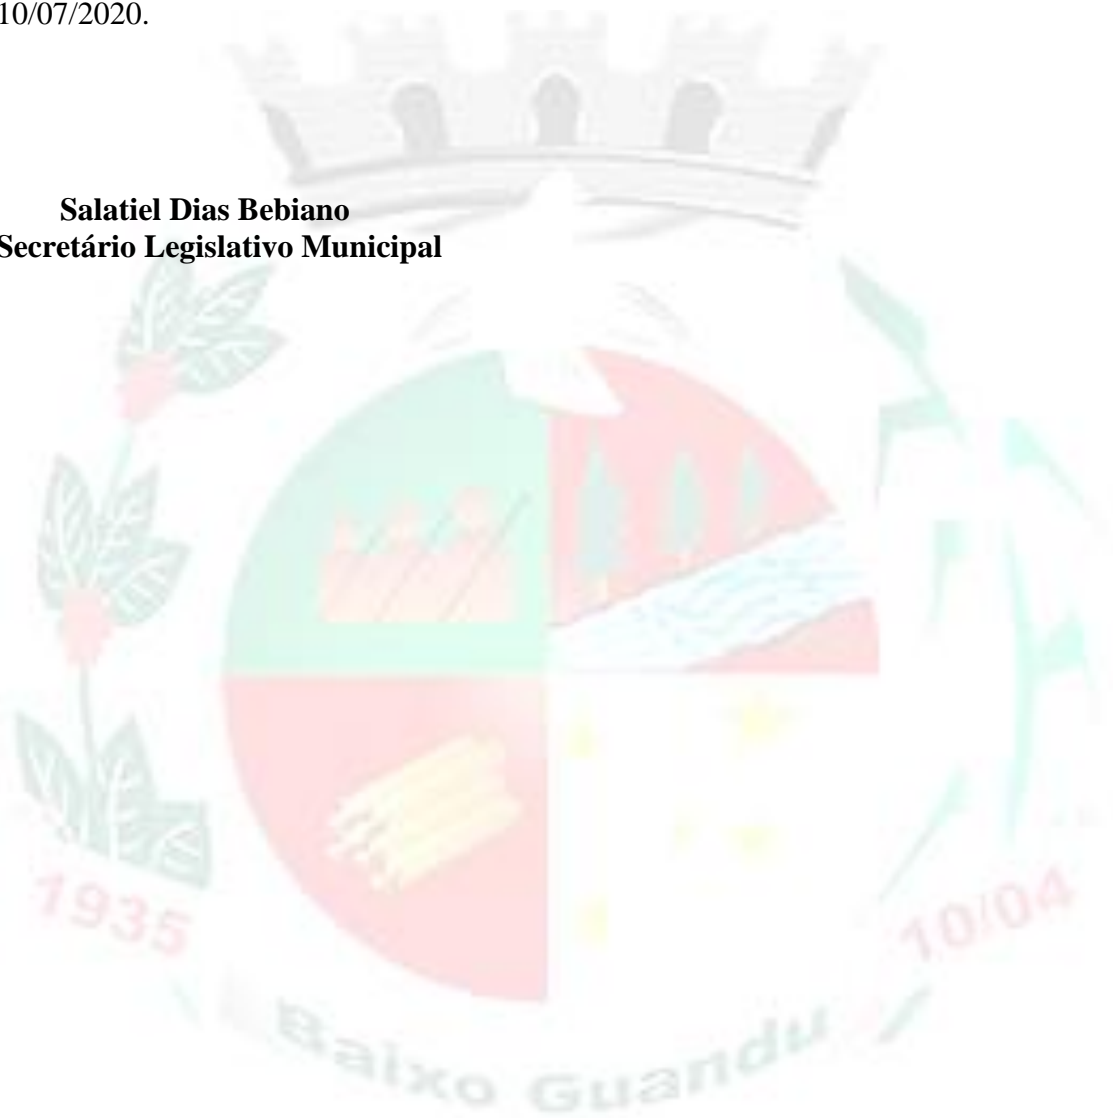 10/07/2020.
Salatiel Dias Bebiano
Secretário Legislativo Municipal
1935
10/04
Baixo Guandu